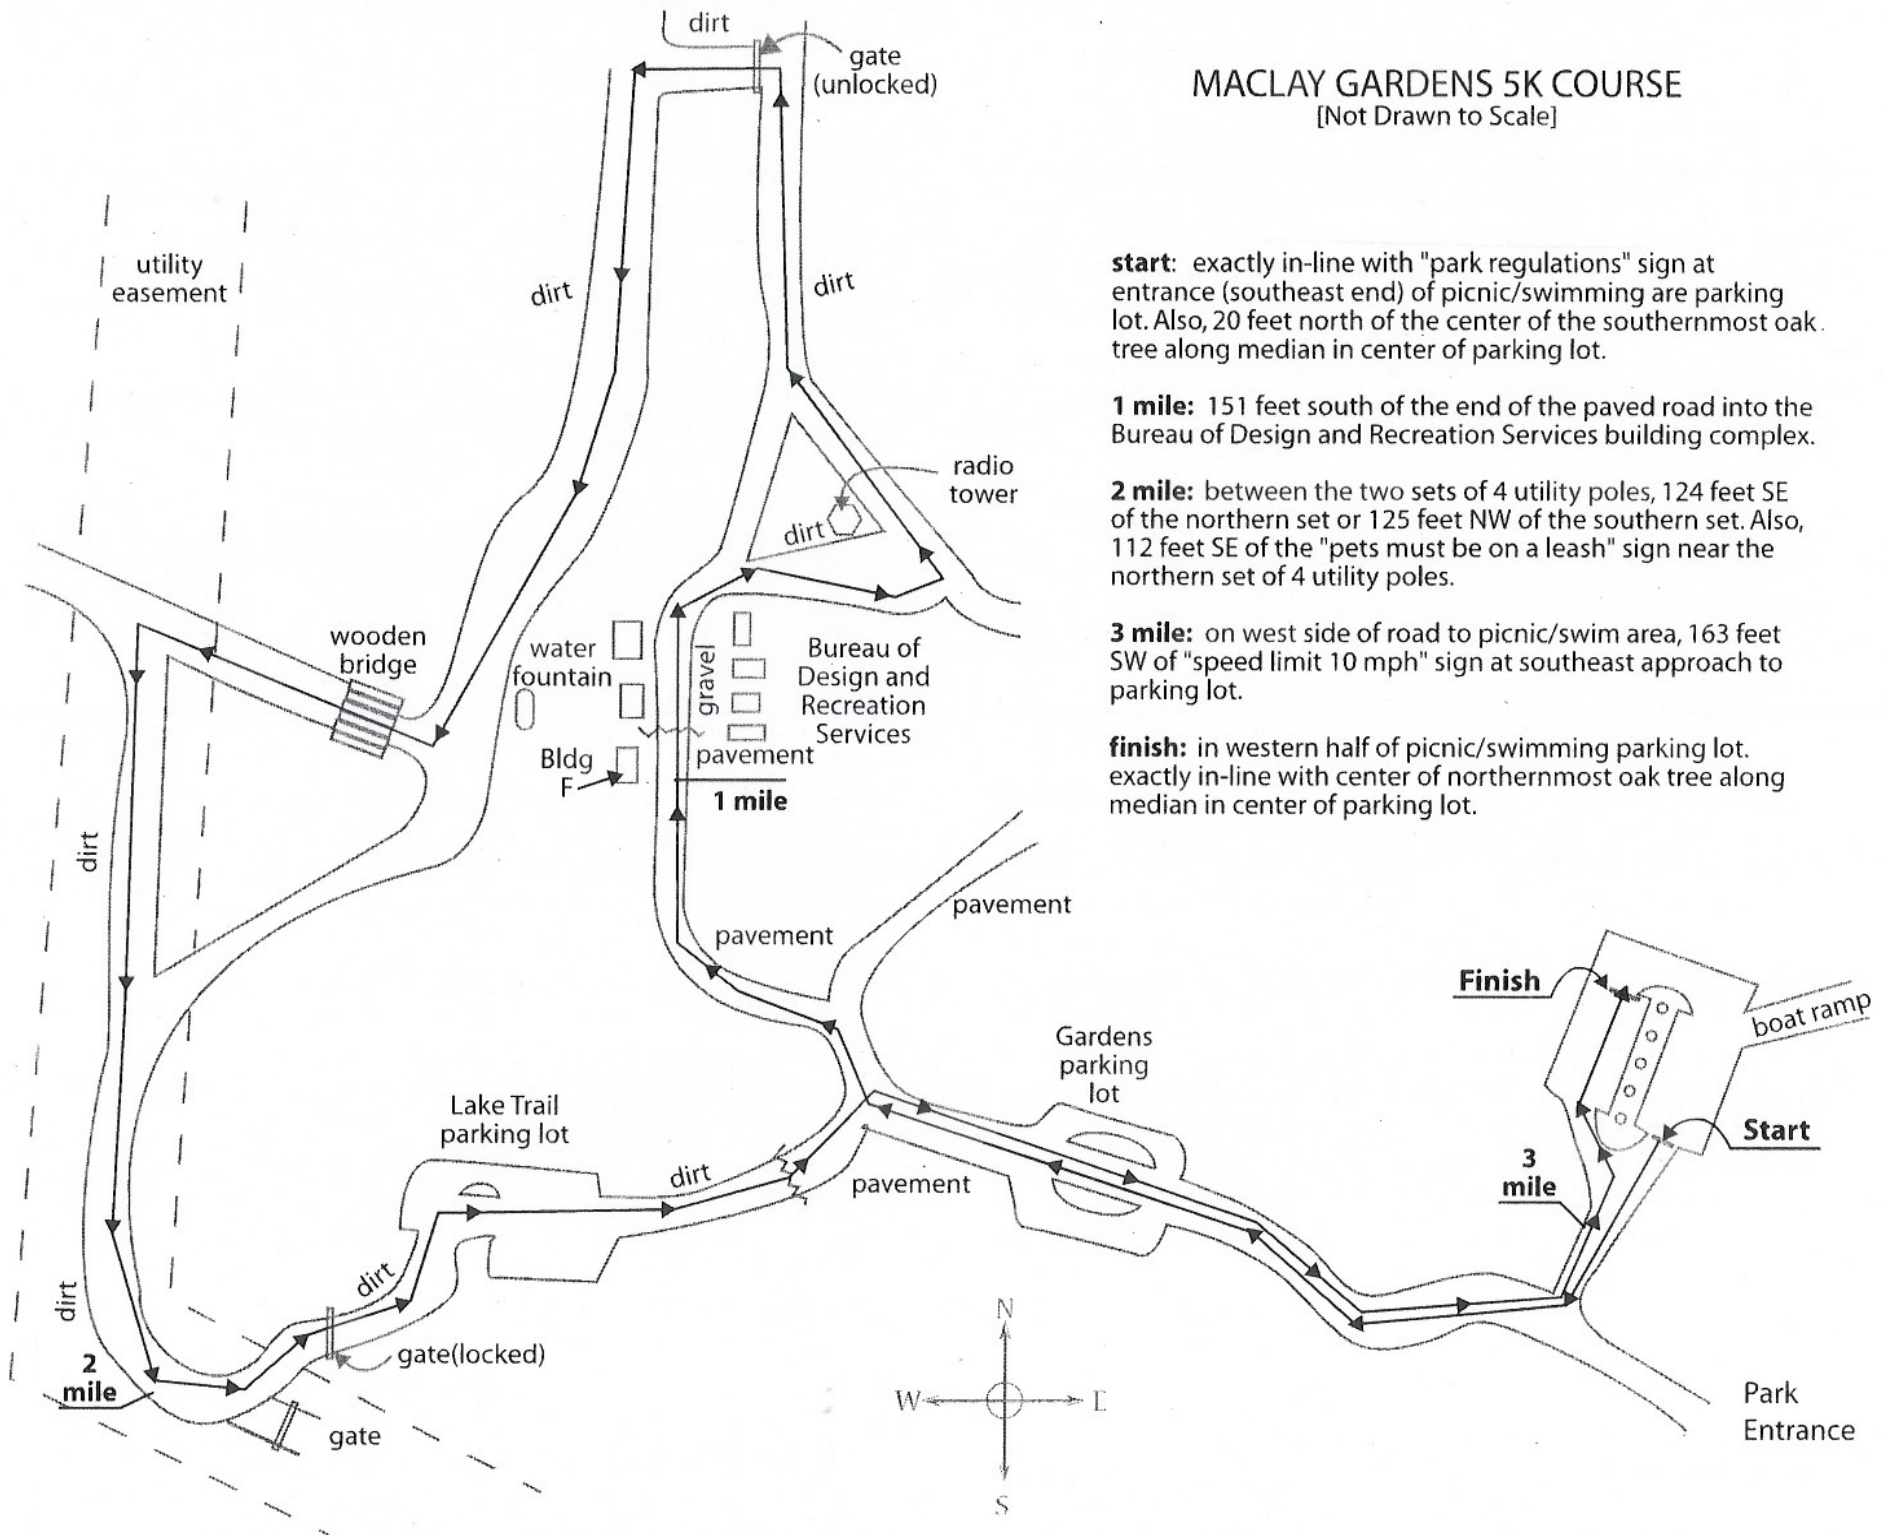 MACLAY GARDENS 5K COURSE
[Not Drawn to Scale]
start: exactly in-line with "park regulations" sign at
entrance (southeast end) of picnic/swimming are parking
lot. Also, 20 feet north of the center of the southernmost oak
tree along median in center of parking lot.
1 mile: 151 feet south of the end of the paved road into the
Bureau of Design and Recreation Services building complex.
2 mile: between the two sets of 4 utility poles, 124 feet SE
of the northern set or 125 feet NW of the southern set. Also,
112 feet SE of the "pets must be on a leash" sign near the
northern set of 4 utility poles.
3 mile: on west side of road to picnic/swim area, 163 feet
SW of "speed limit 10 mph" sign at southeast approach to
parking lot.
finish: in western half of picnic/swimming parking lot.
exactly in-line with center of northernmost oak tree along
median in center of parking lot.
dirt
gate
(unlocked)
utility
easement
dirt
dirt
radio
tower
dirt
wooden
bridge
water
fountain
gravel
Bureau of
Design and
Recreation
Services
Bldg
F
pavement
1 mile
dirt
pavement
pavement
Finish
boat ramp
Gardens
parking
lot
Lake Trail
parking lot
Start
3
mile
dirt
pavement
dirt
dirt
gate(locked)
2
mile
gate
N
W
E
S
Park
Entrance